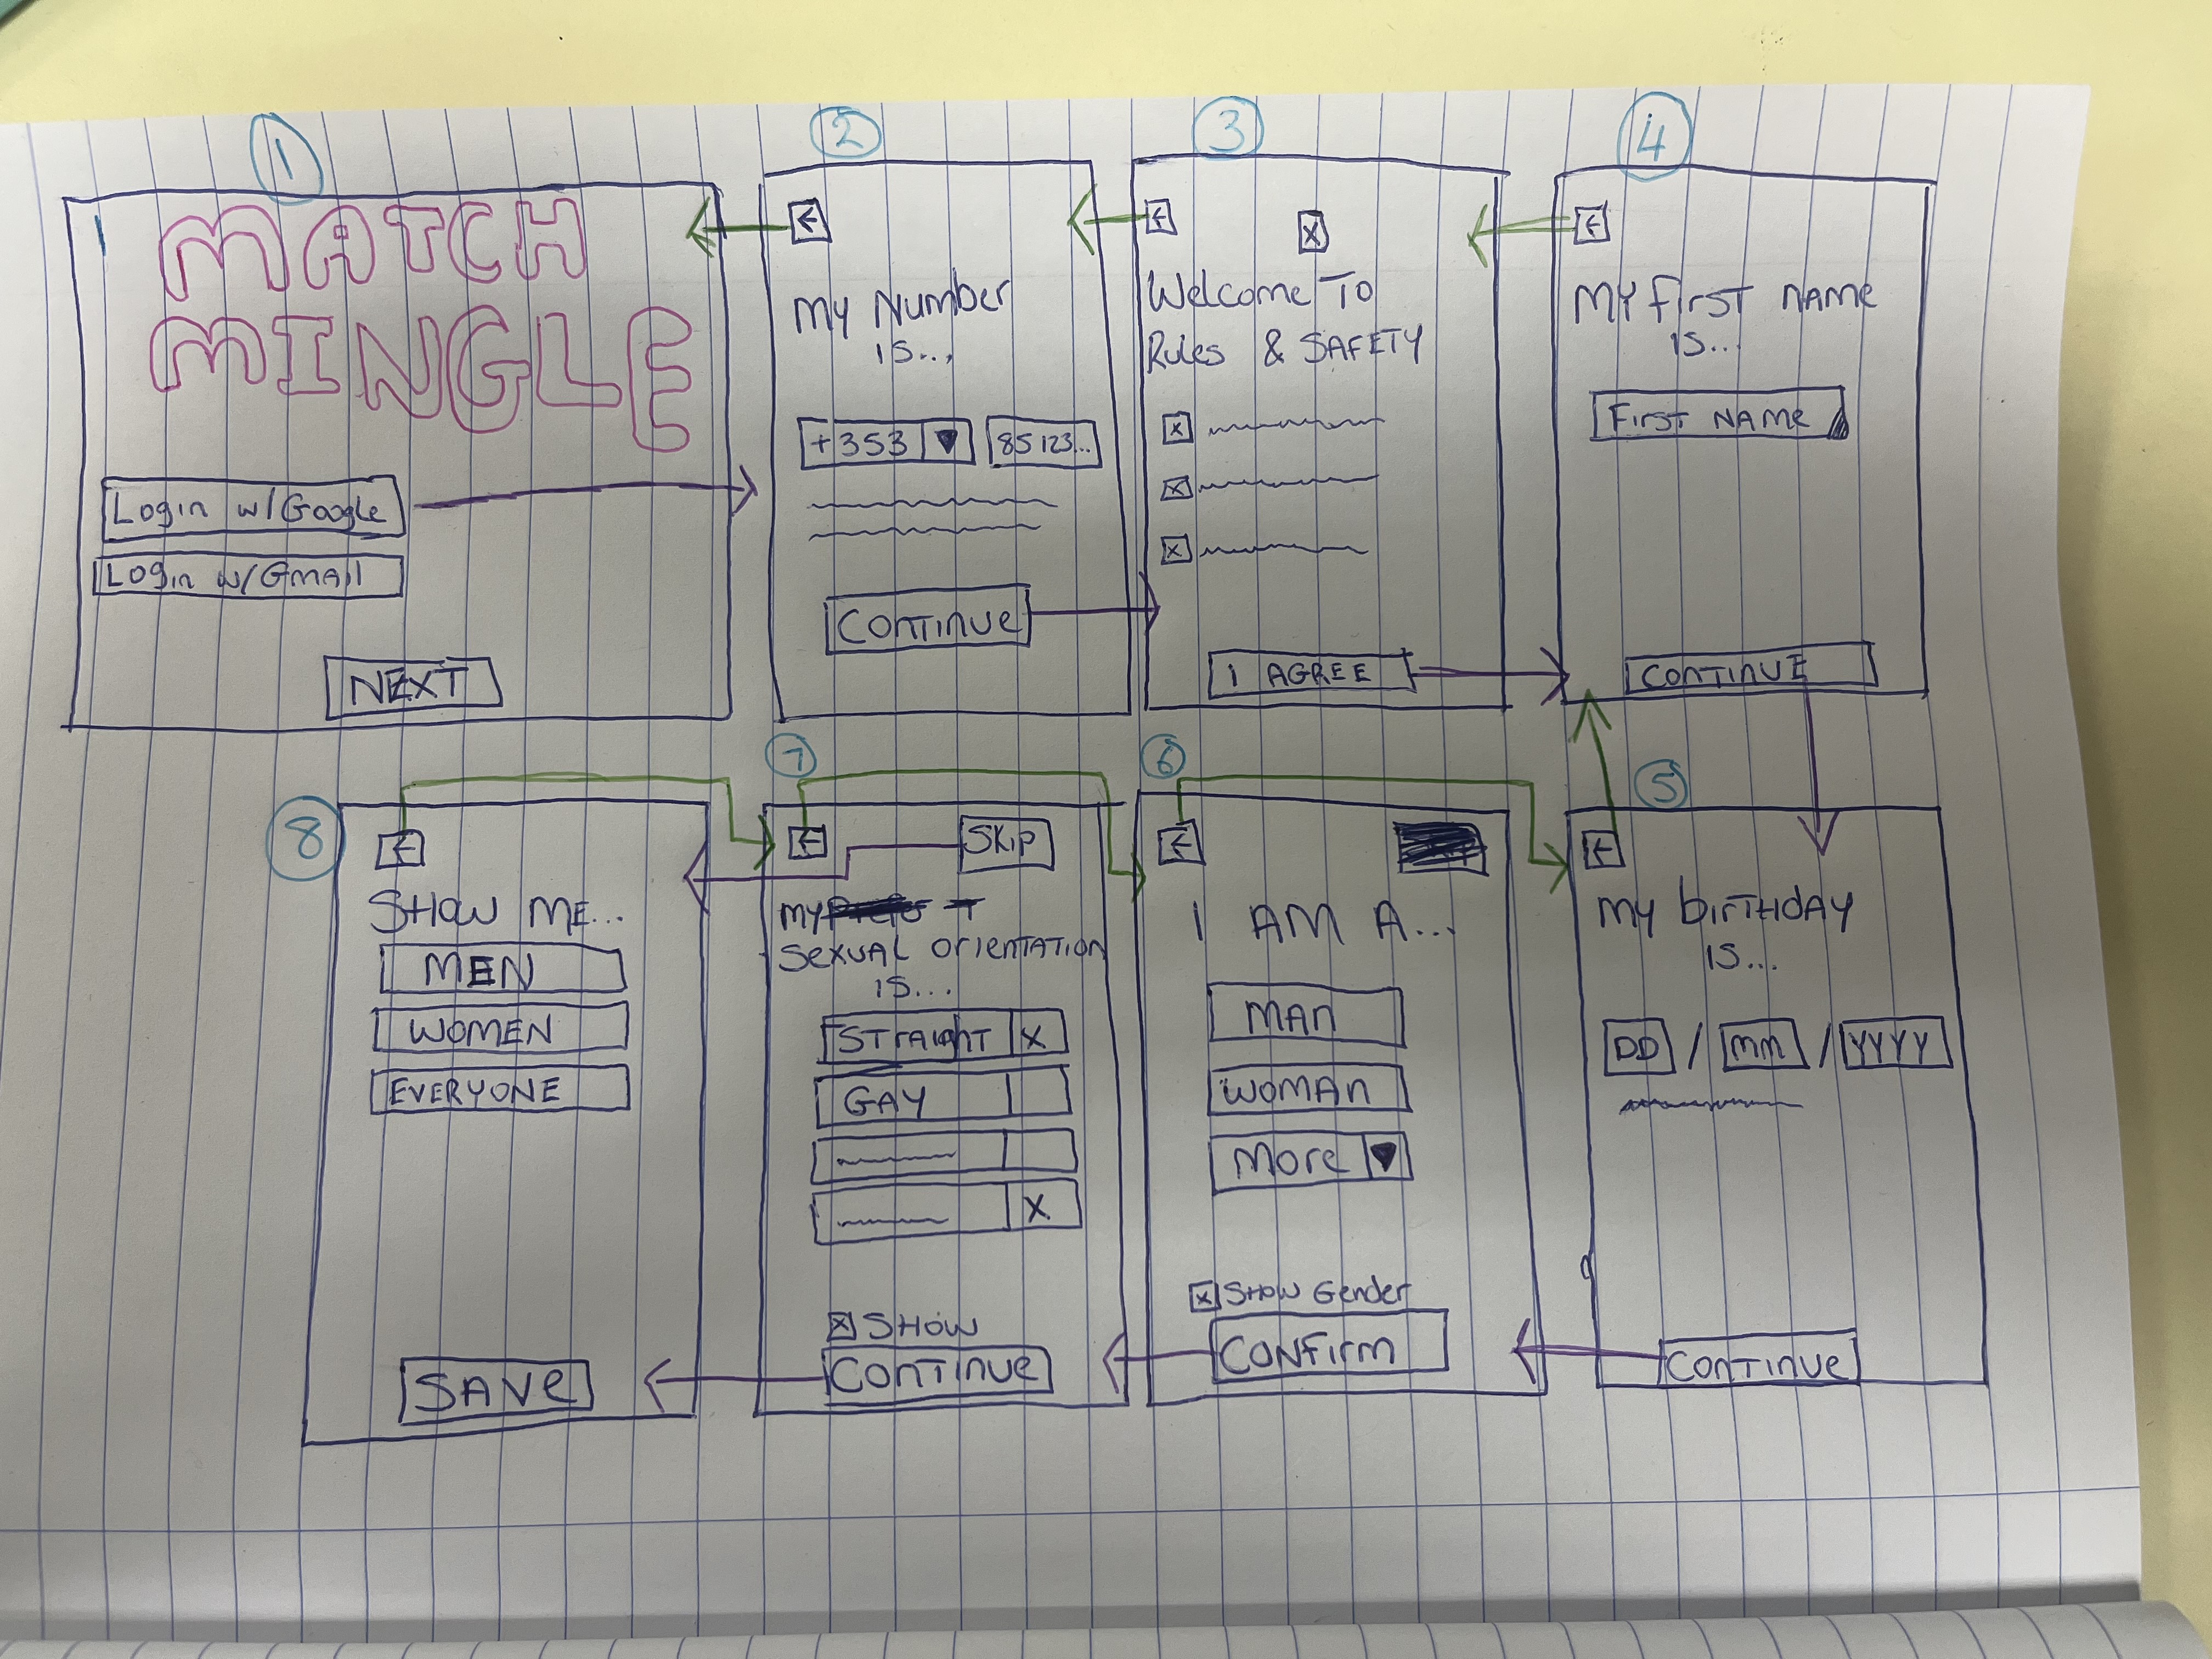 1
MATCH
MINGLE
Login w/Google
Login w/Gmail
NEXT
2
My Number
is...
+353 85 123...
Continue
3
X
Welcome To
Rules & SAFETY
X
X
X
I AGREE
4
My first name
is...
First name
Continue
5
My birthday
is...
DD / mm / YYYY
Continue
6
I AM A...
Man
Woman
More
X Show Gender
Confirm
7
Skip
My
sexual orientation
is...
Straight X
Gay
X
X Show
Continue
8
Show me...
MEN
WOMEN
EVERYONE
Save